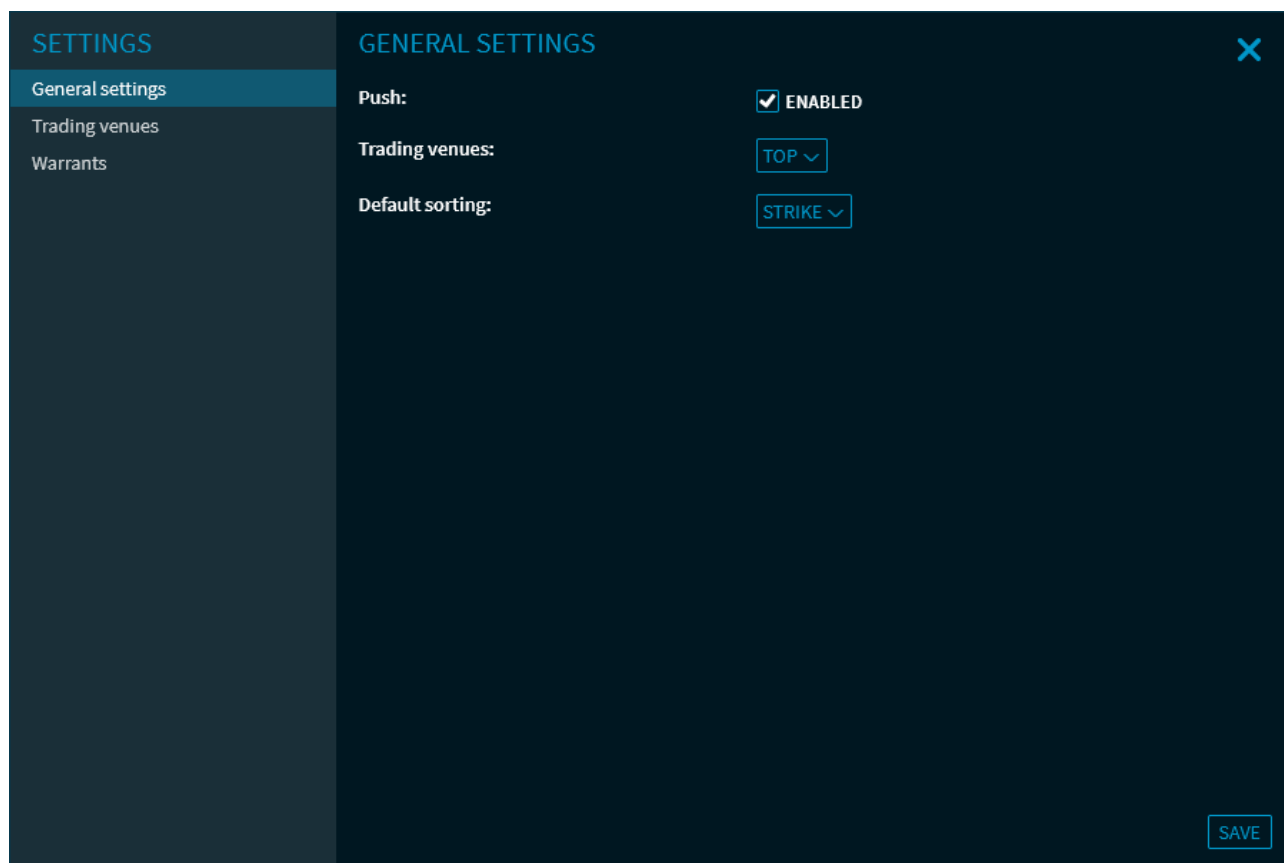 SETTINGS
General settings
Trading venues
Warrants
GENERAL SETTINGS
Push:
ENABLED
Trading venues:
TOP
Default sorting:
STRIKE
SAVE